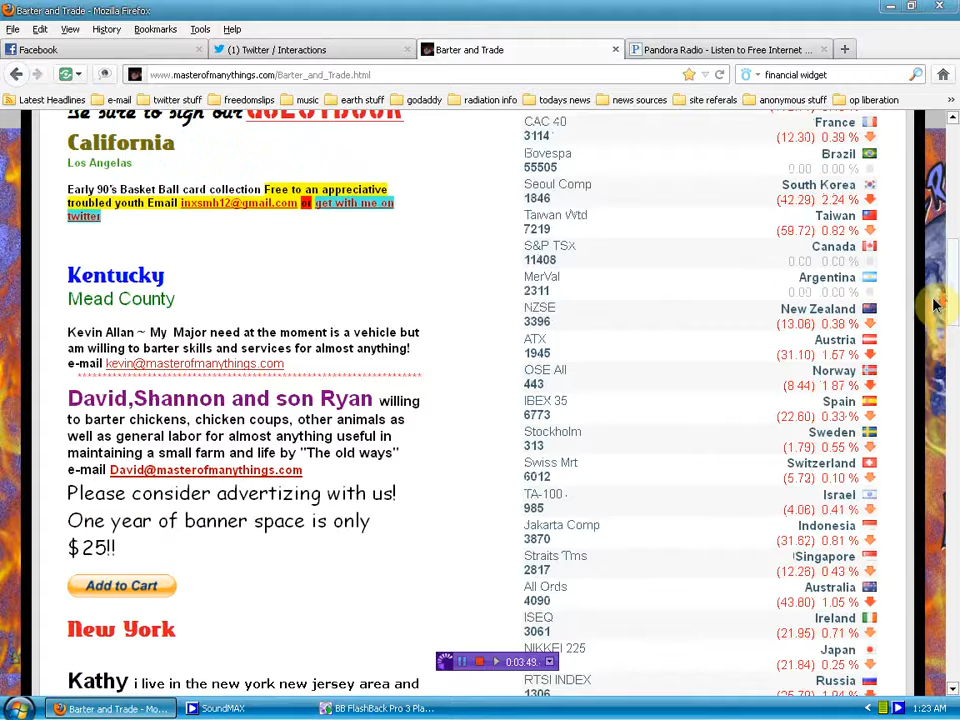 Barter and Trade - Mozilla Firefox
File Edit View History Bookmarks Tools Help
Facebook
(1) Twitter / Interactions
Barter and Trade
Pandora Radio - Listen to Free Internet ...
www.masterofmanythings.com/Barter_and_Trade.html
financial widget
Latest Headlines e-mail twitter stuff freedomslips music earth stuff godaddy radiation info todays news news sources site referals anonymous stuff op liberation
Be sure to sign our GUESTBOOK
California
Los Angelas
Early 90's Basket Ball card collection Free to an appreciative
troubled youth Email inxsmh12@gmail.com or get with me on
twitter
Kentucky
Mead County
Kevin Allan ~ My Major need at the moment is a vehicle but
am willing to barter skills and services for almost anything!
e-mail kevin@masterofmanythings.com
David,Shannon and son Ryan willing
to barter chickens, chicken coups, other animals as
well as general labor for almost anything useful in
maintaining a small farm and life by "The old ways"
e-mail David@masterofmanythings.com
Please consider advertizing with us!
One year of banner space is only
$25!!
Add to Cart
New York
Kathy i live in the new york new jersey area and
CAC 40 France
3114 (12.30) 0.39 %
Bovespa Brazil
55505 0.00 0.00 %
Seoul Comp South Korea
1846 (42.29) 2.24 %
Taiwan Wtd Taiwan
7219 (59.72) 0.82 %
S&P TSX Canada
11408 0.00 0.00 %
MerVal Argentina
2311 0.00 0.00 %
NZSE New Zealand
3396 (13.06) 0.38 %
ATX Austria
1945 (31.10) 1.57 %
OSE All Norway
443 (8.44) 1.87 %
IBEX 35 Spain
6773 (22.60) 0.33 %
Stockholm Sweden
313 (1.79) 0.55 %
Swiss Mrt Switzerland
6012 (5.72) 0.10 %
TA-100 Israel
985 (4.06) 0.41 %
Jakarta Comp Indonesia
3870 (31.62) 0.81 %
Straits Tms Singapore
2817 (12.26) 0.43 %
All Ords Australia
4090 (43.60) 1.05 %
ISEQ Ireland
3061 (21.95) 0.71 %
NIKKEI 225 Japan
(21.84) 0.25 %
RTSI INDEX Russia
1306
0:03:49
Barter and Trade - Mo...
SoundMAX
BB FlashBack Pro 3 Pla...
1:23 AM